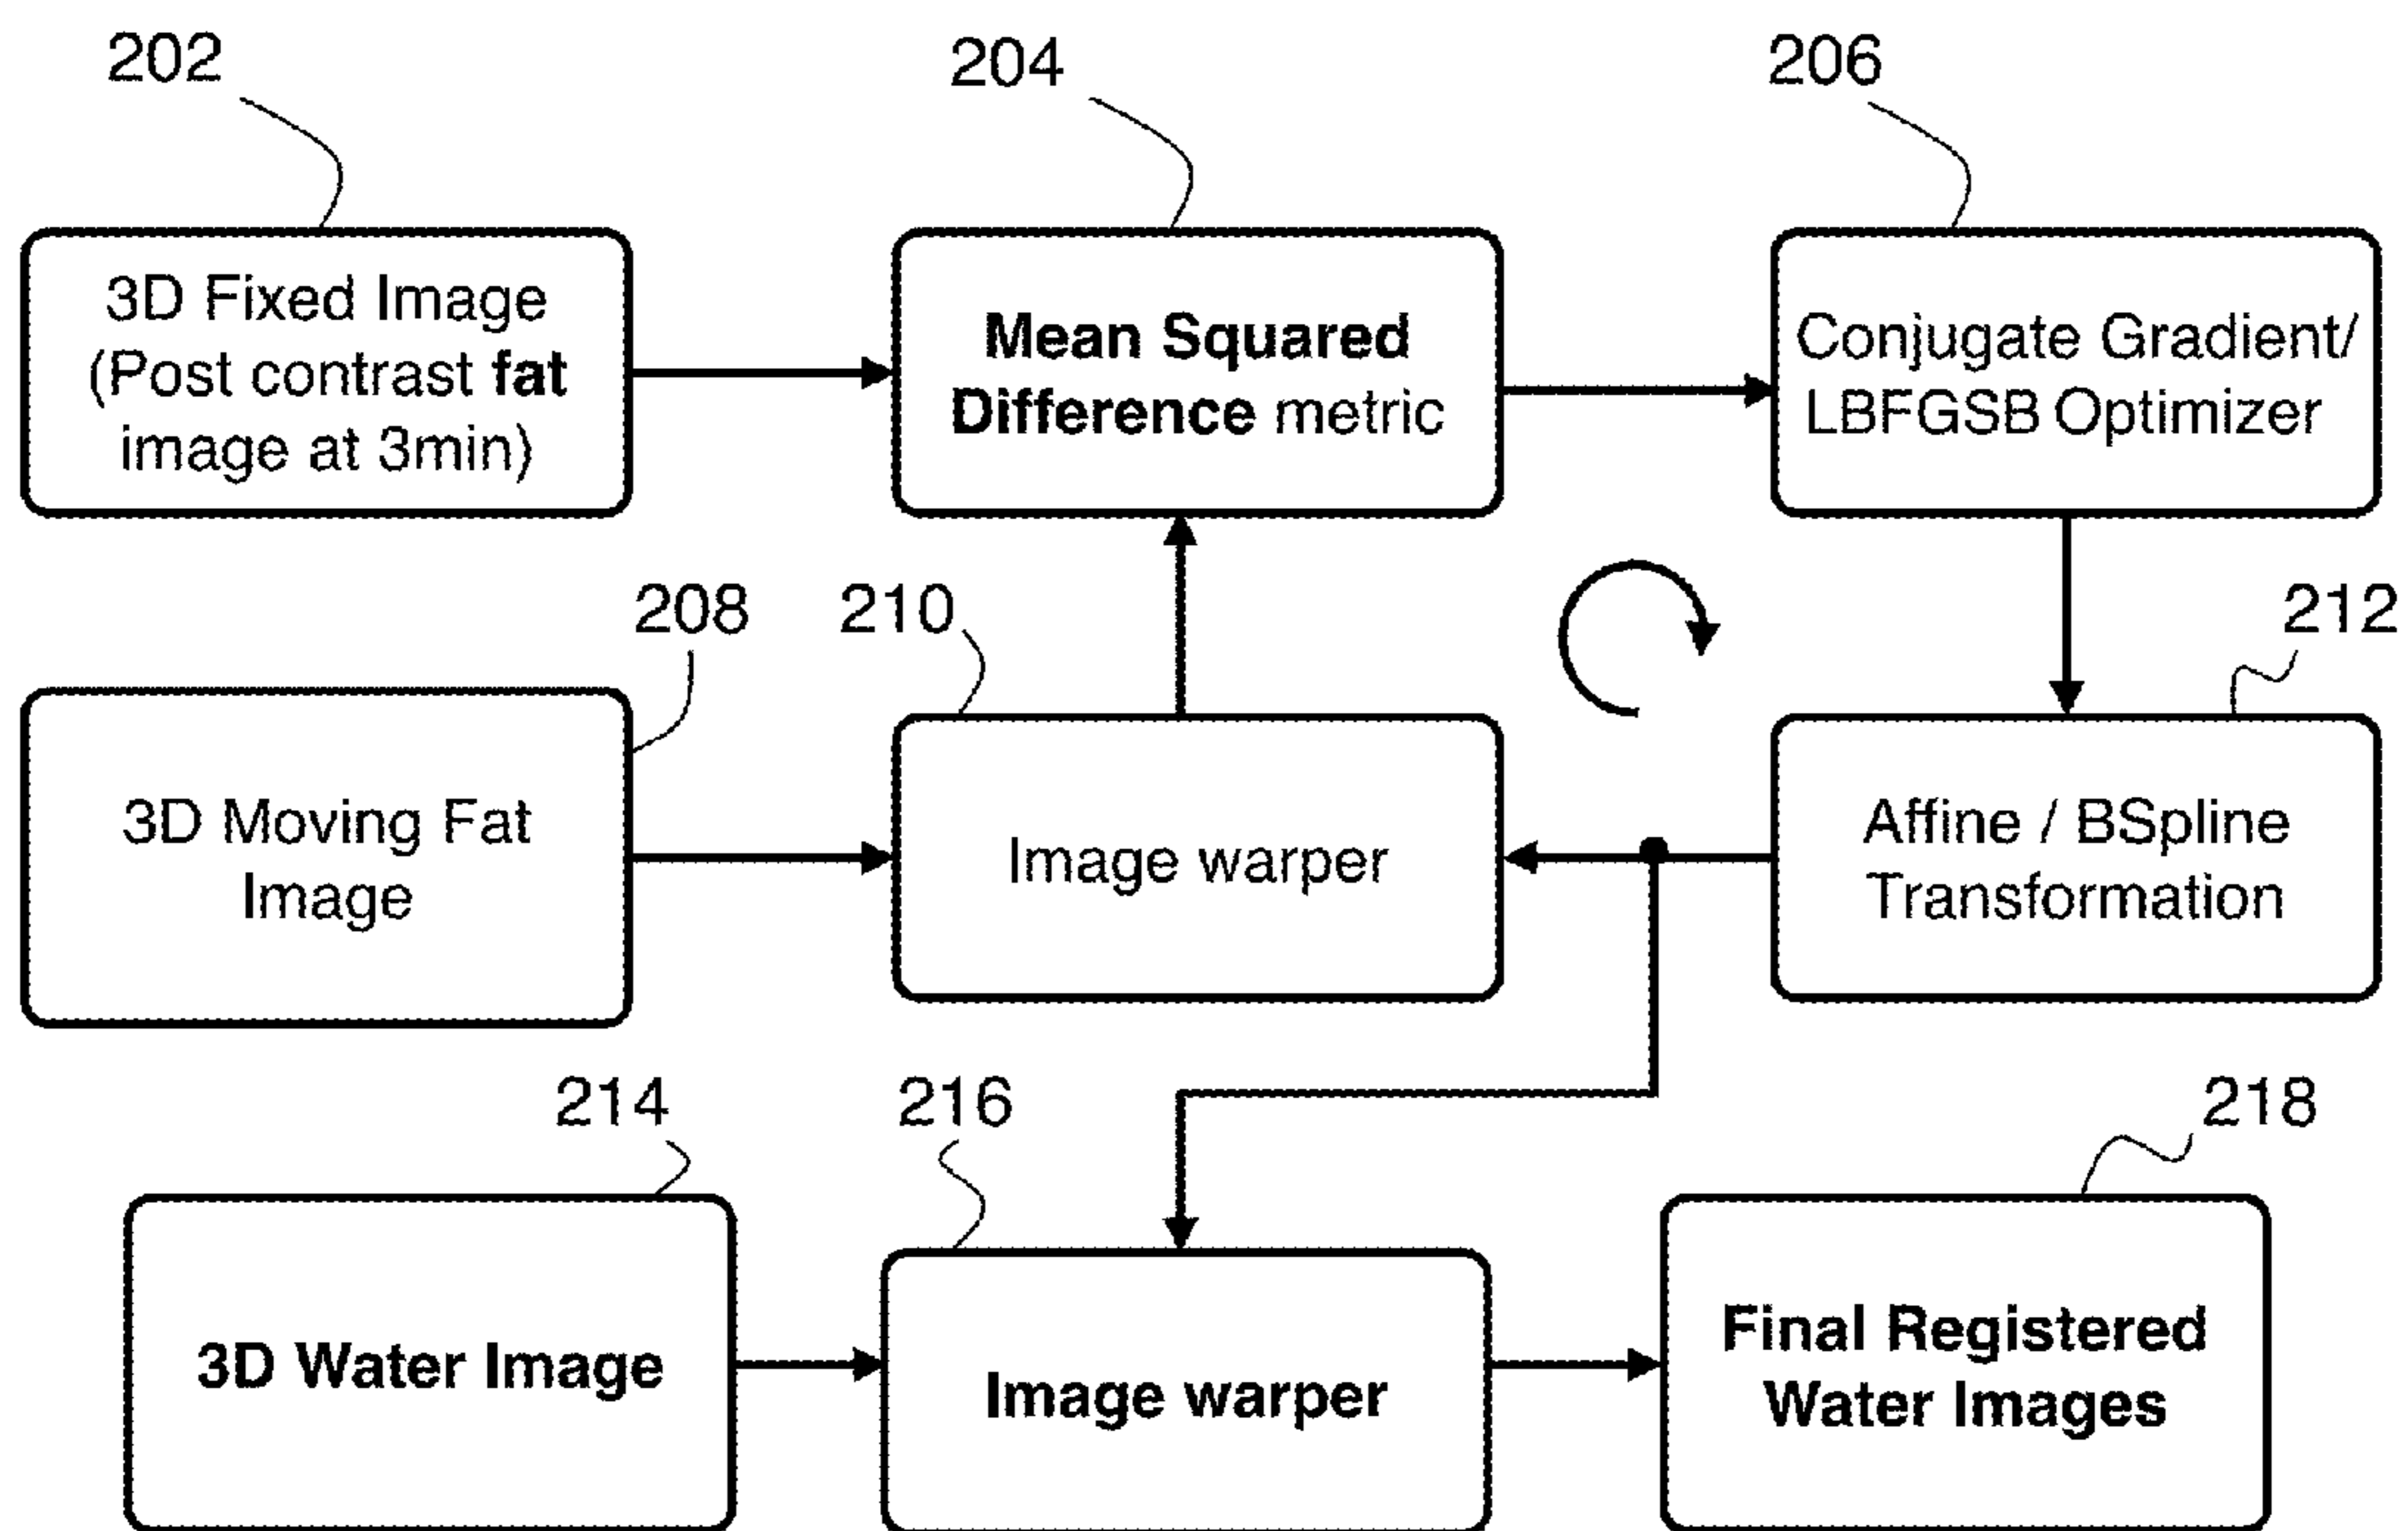 202
204
206
3D Fixed Image
(Post contrast fat
image at 3min)
Mean Squared
Difference metric
Conjugate Gradient/
LBFGSB Optimizer
208
210
212
3D Moving Fat
Image
Image warper
Affine / BSpline
Transformation
214
216
218
3D Water Image
Image warper
Final Registered
Water Images